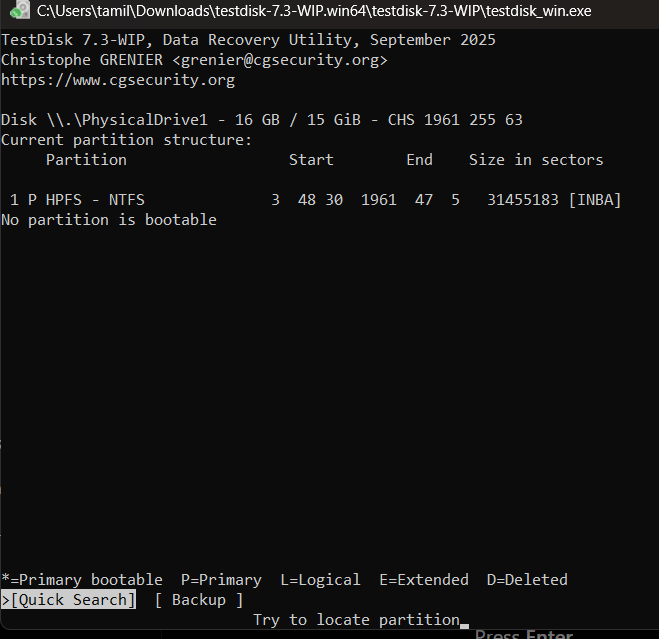 C:\Users\tamil\Downloads\testdisk-7.3-WIP.win64\testdisk-7.3-WIP\testdisk_win.exe
TestDisk 7.3-WIP, Data Recovery Utility, September 2025
Christophe GRENIER <grenier@cgsecurity.org>
https://www.cgsecurity.org
Disk \\.\PhysicalDrive1 - 16 GB / 15 GiB - CHS 1961 255 63
Current partition structure:
Partition Start End Size in sectors
1 P HPFS - NTFS 3 48 30 1961 47 5 31455183 [INBA]
No partition is bootable
*=Primary bootable P=Primary L=Logical E=Extended D=Deleted
>[Quick Search] [ Backup ]
Try to locate partition_
Press Enter